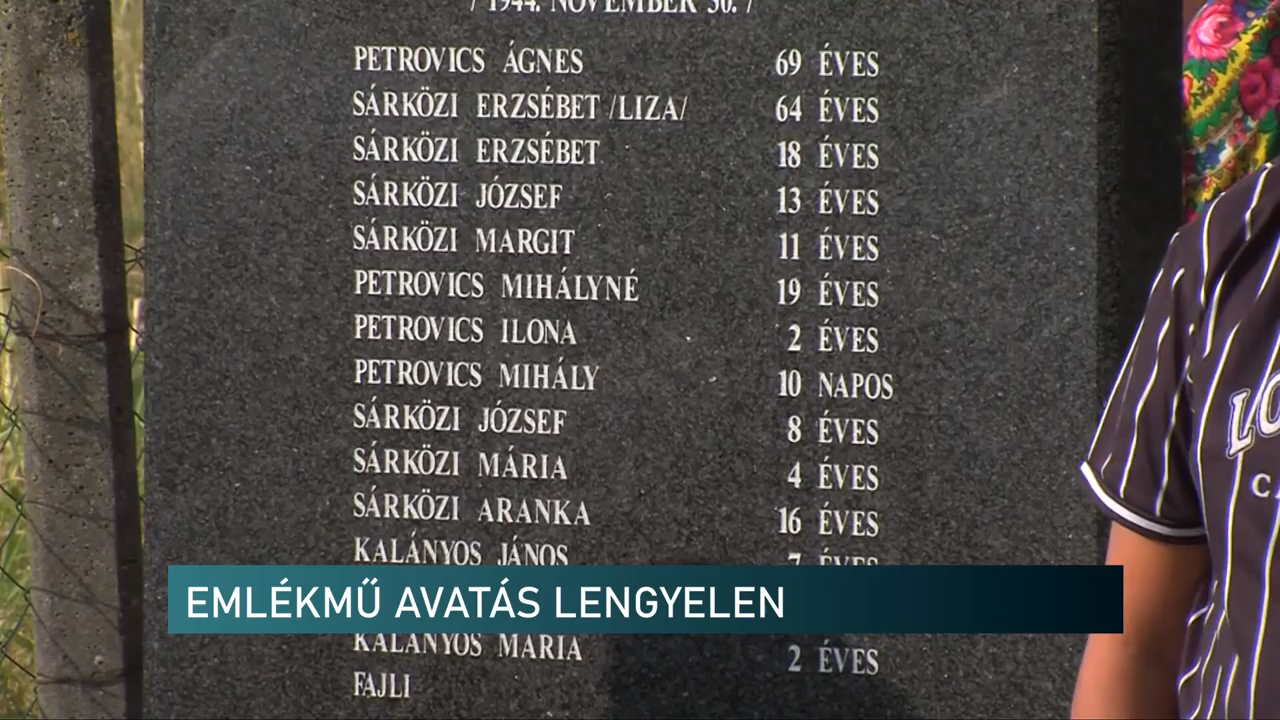 / 1944. NOVEMBER 30. /
PETROVICS ÁGNES 69 ÉVES
SÁRKÖZI ERZSÉBET /LIZA/ 64 ÉVES
SÁRKÖZI ERZSÉBET 18 ÉVES
SÁRKÖZI JÓZSEF 13 ÉVES
SÁRKÖZI MARGIT 11 ÉVES
PETROVICS MIHÁLYNÉ 19 ÉVES
PETROVICS ILONA 2 ÉVES
PETROVICS MIHÁLY 10 NAPOS
SÁRKÖZI JÓZSEF 8 ÉVES
SÁRKÖZI MÁRIA 4 ÉVES
SÁRKÖZI ARANKA 16 ÉVES
KALÁNYOS JÁNOS 7 ÉVES
EMLÉKMŰ AVATÁS LENGYELEN
KALÁNYOS MÁRIA 2 ÉVES
FAJLI